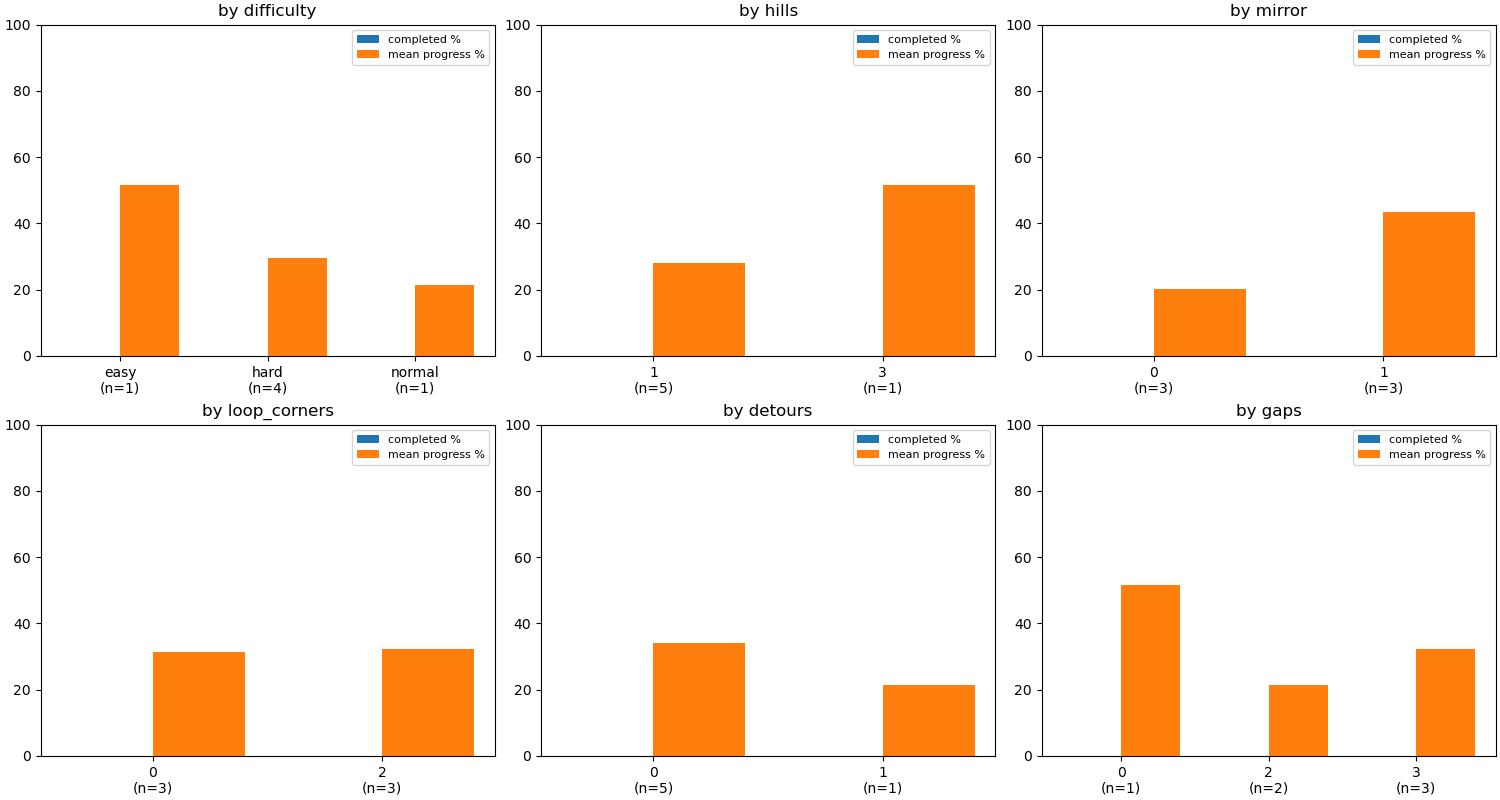 by difficulty
100
80
60
40
20
0
completed %
mean progress %
easy
(n=1)
hard
(n=4)
normal
(n=1)
by hills
100
80
60
40
20
0
completed %
mean progress %
1
(n=5)
3
(n=1)
by mirror
100
80
60
40
20
0
completed %
mean progress %
0
(n=3)
1
(n=3)
by loop_corners
100
80
60
40
20
0
completed %
mean progress %
0
(n=3)
2
(n=3)
by detours
100
80
60
40
20
0
completed %
mean progress %
0
(n=5)
1
(n=1)
by gaps
100
80
60
40
20
0
completed %
mean progress %
0
(n=1)
2
(n=2)
3
(n=3)